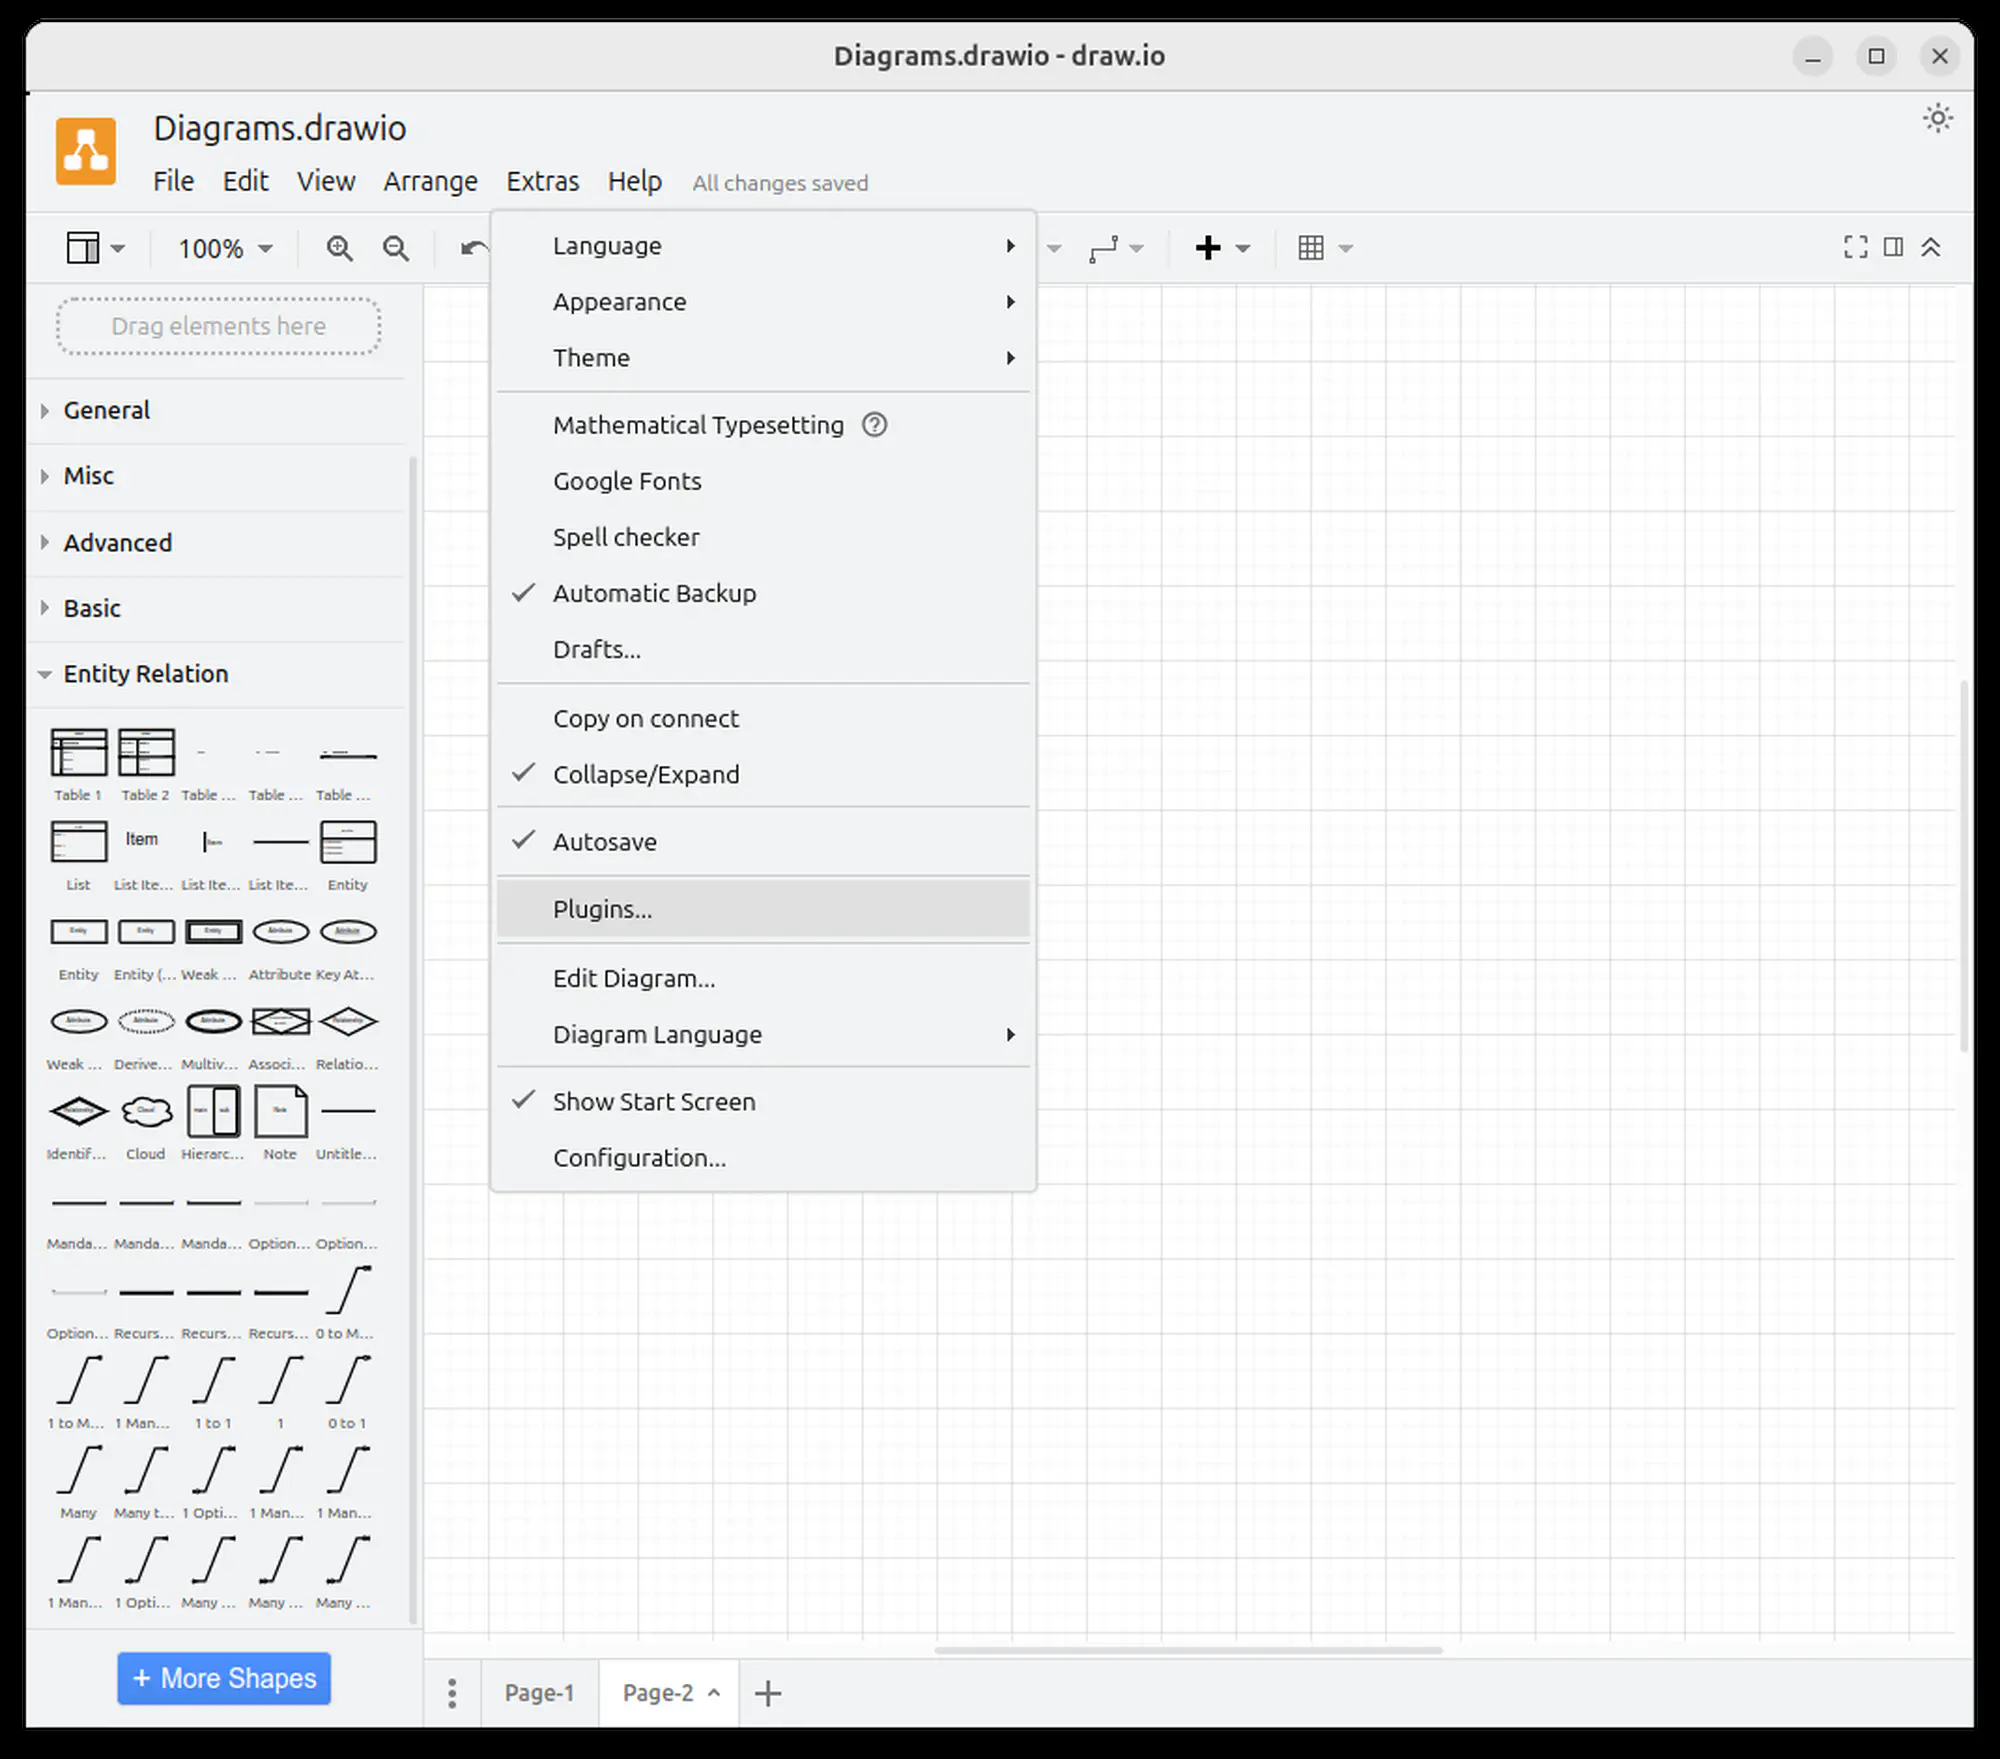 Diagrams.drawio - draw.io
Diagrams.drawio
File Edit View Arrange Extras Help All changes saved
100%
Drag elements here
General
Misc
Advanced
Basic
Entity Relation
Table 1 Table 2 Table ... Table ... Table ...
Item
List List Ite... List Ite... List Ite... Entity
Entity Entity (... Weak ... Attribute Key At...
Weak ... Derive... Multiv... Associ... Relatio...
Identif... Cloud Hierarc... Note Untitle...
Manda... Manda... Manda... Option... Option...
Option... Recurs... Recurs... Recurs... 0 to M...
1 to M... 1 Man... 1 to 1 1 0 to 1
Many Many t... 1 Opti... 1 Man... 1 Man...
1 Man... 1 Opti... Many ... Many ... Many ...
+ More Shapes
Language
Appearance
Theme
Mathematical Typesetting ?
Google Fonts
Spell checker
Automatic Backup
Drafts...
Copy on connect
Collapse/Expand
Autosave
Plugins...
Edit Diagram...
Diagram Language
Show Start Screen
Configuration...
Page-1 Page-2